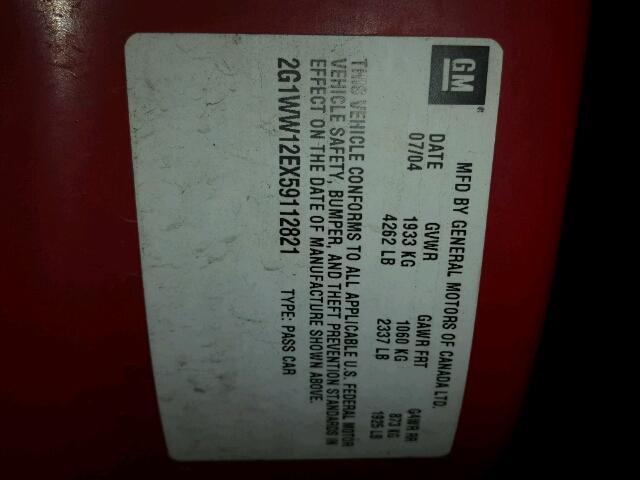 GM
MFD BY GENERAL MOTORS OF CANADA LTD.
DATE GVWR GAWR FRT GAWR RR
07/04 1933 KG 1060 KG 873 KG
4262 LB 2337 LB 1925 LB
THIS VEHICLE CONFORMS TO ALL APPLICABLE U.S. FEDERAL MOTOR
VEHICLE SAFETY, BUMPER, AND THEFT PREVENTION STANDARDS IN
EFFECT ON THE DATE OF MANUFACTURE SHOWN ABOVE.
2G1WW12EX59112821 TYPE: PASS CAR